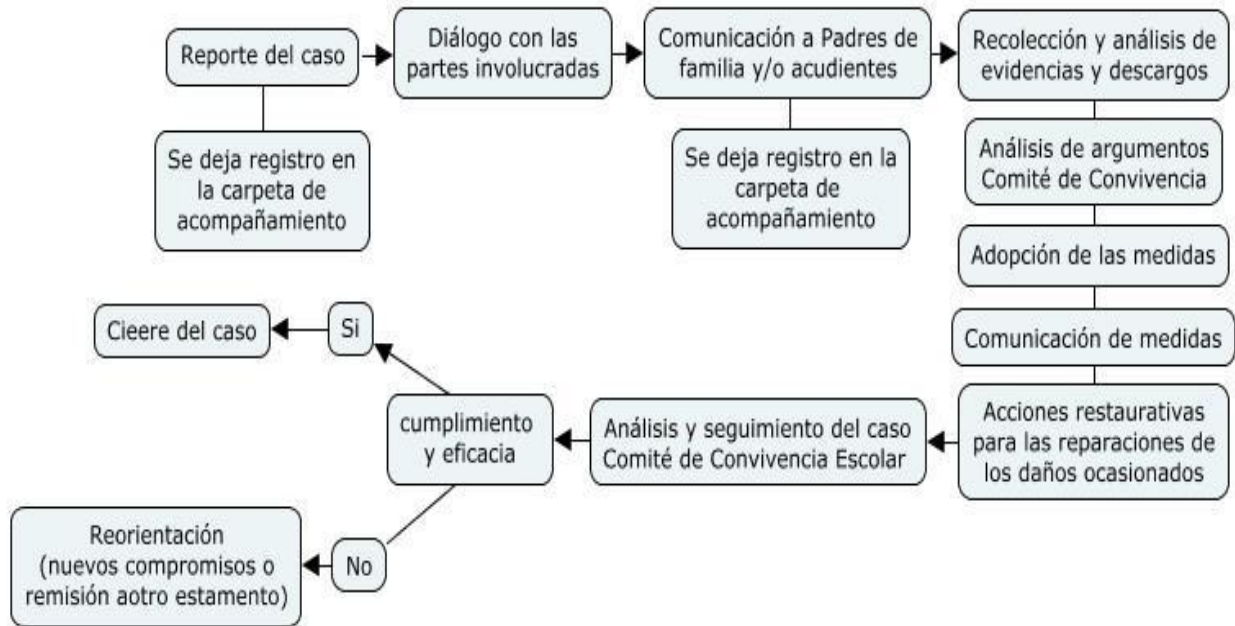 Reporte del caso
Diálogo con las
partes involucradas
Comunicación a Padres de
familia y/o acudientes
Recolección y análisis de
evidencias y descargos
Se deja registro en
la carpeta de
acompañamiento
Se deja registro en la
carpeta de
acompañamiento
Análisis de argumentos
Comité de Convivencia
Adopción de las medidas
Comunicación de medidas
Acciones restaurativas
para las reparaciones de
los daños ocasionados
Análisis y seguimiento del caso
Comité de Convivencia Escolar
cumplimiento
y eficacia
Si
Cieere del caso
No
Reorientación
(nuevos compromisos o
remisión aotro estamento)